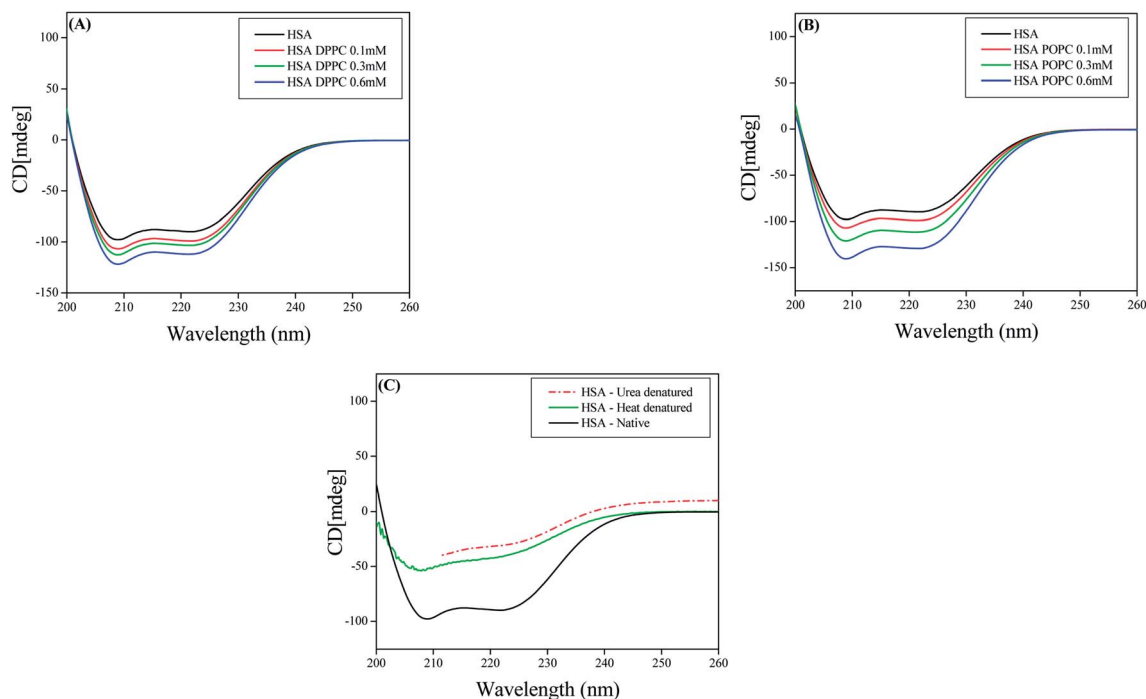 (A)
HSA
HSA DPPC 0.1mM
HSA DPPC 0.3mM
HSA DPPC 0.6mM
100
50
0
-50
-100
-150
CD[mdeg]
200 210 220 230 240 250 260
Wavelength (nm)
(B)
HSA
HSA POPC 0.1mM
HSA POPC 0.3mM
HSA POPC 0.6mM
100
50
0
-50
-100
-150
CD[mdeg]
200 210 220 230 240 250 260
Wavelength (nm)
(C)
HSA - Urea denatured
HSA - Heat denatured
HSA - Native
100
50
0
-50
-100
CD[mdeg]
200 210 220 230 240 250 260
Wavelength (nm)